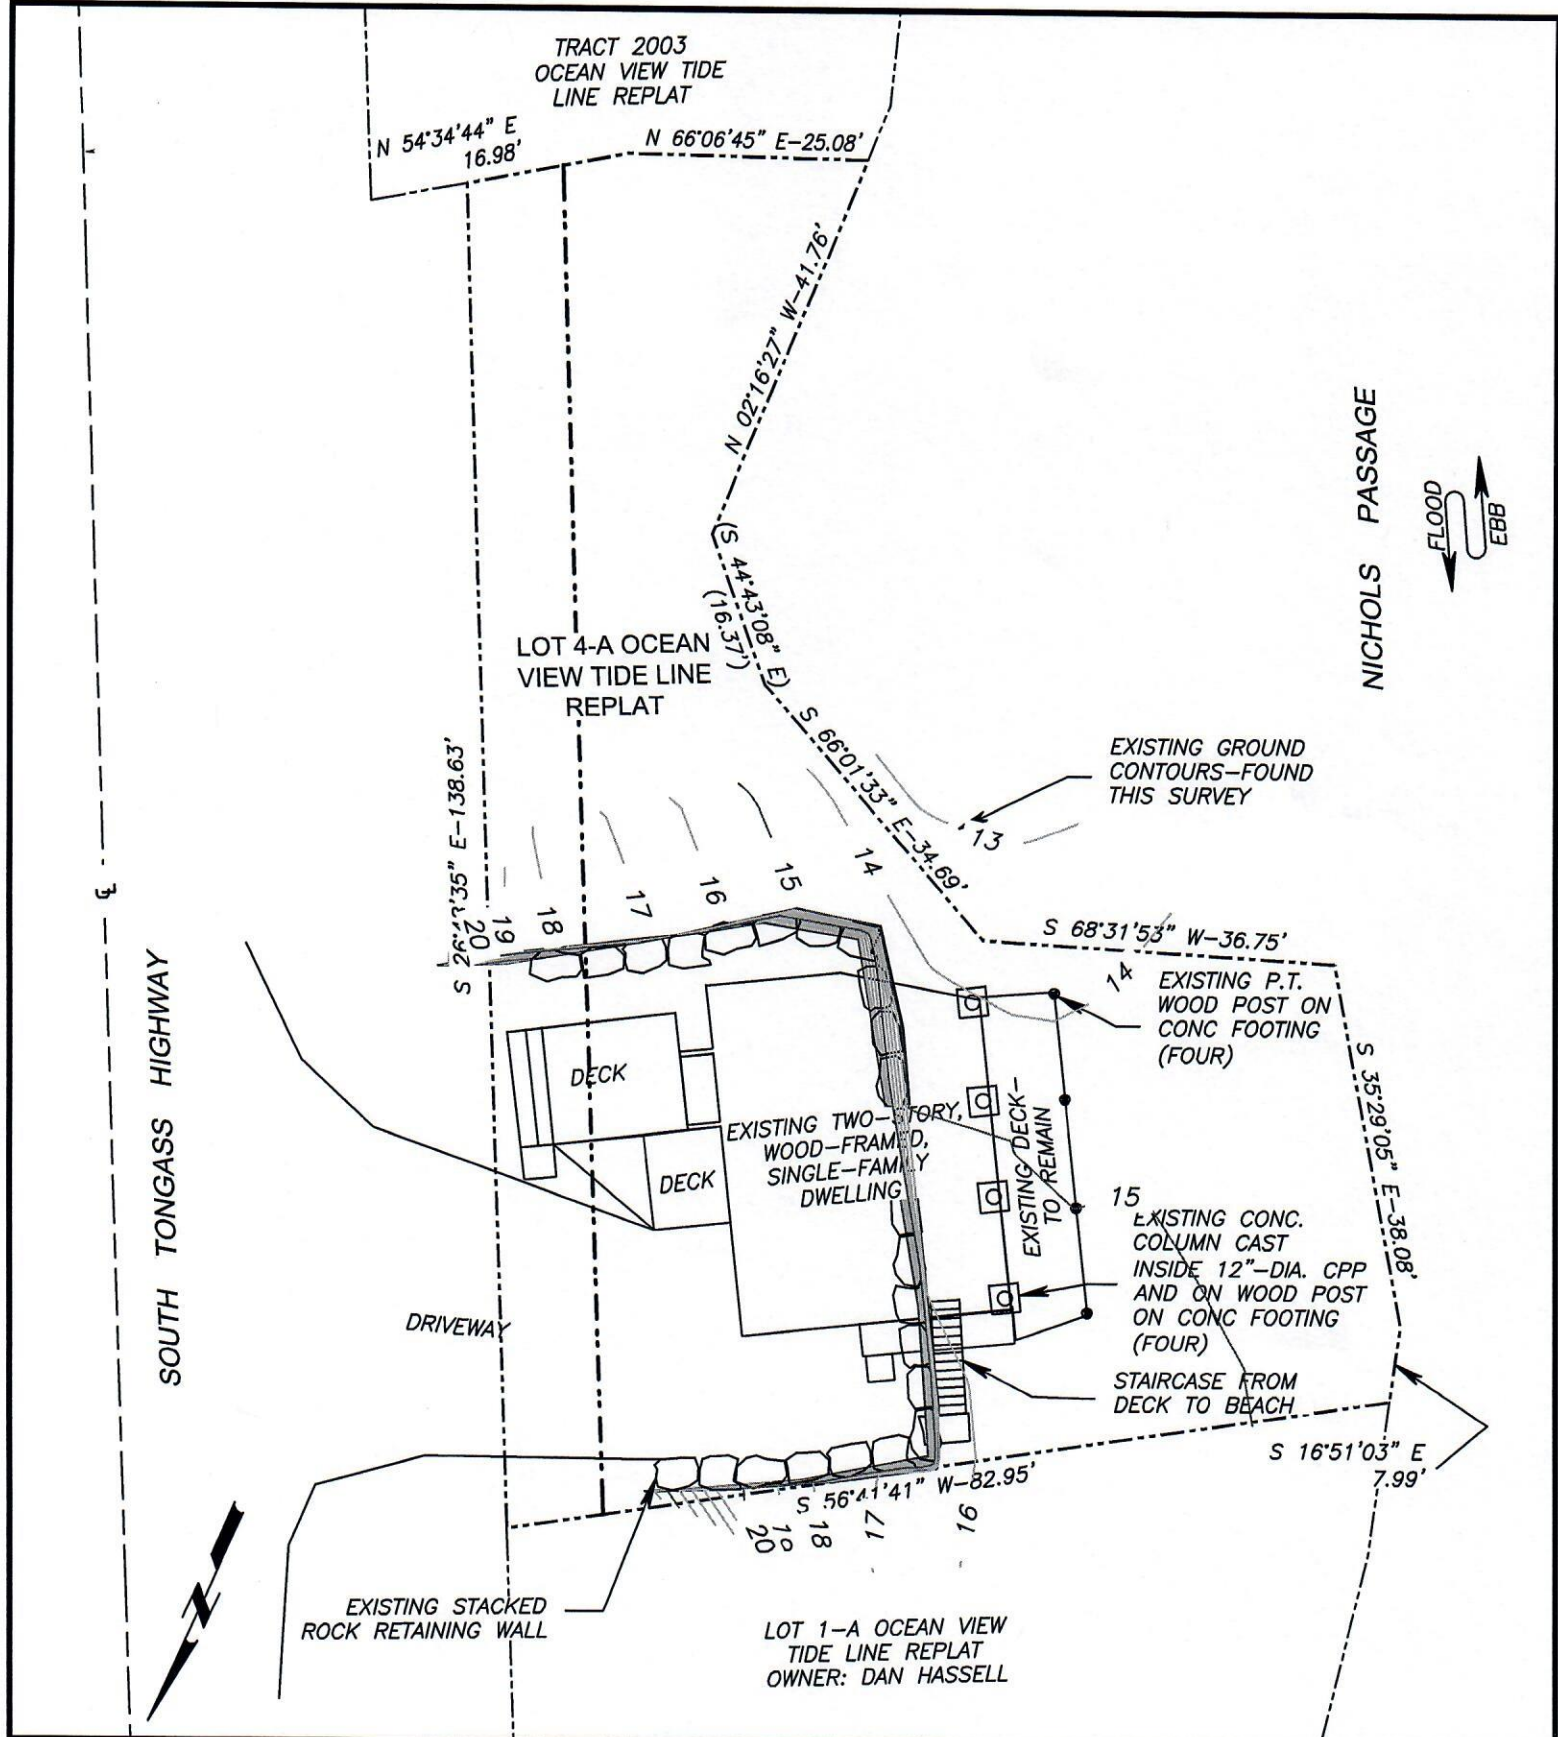 TRACT 2003
OCEAN VIEW TIDE
LINE REPLAT
N 54°34'44" E
16.98'
N 66°06'45" E-25.08'
N 02°16'27" W-41.76'
NICHOLS PASSAGE
FLOOD
EBB
(S 44°43'08" E)
(16.37')
LOT 4-A OCEAN
VIEW TIDE LINE
REPLAT
S 66°01'33" E-34.69'
EXISTING GROUND
CONTOURS-FOUND
THIS SURVEY
13
14
15
16
17
18
19
20
E-138.63'
S 68°31'53" W-36.75'
14
EXISTING P.T.
WOOD POST ON
CONC FOOTING
(FOUR)
S 35°29'05" E-38.08'
SOUTH TONGASS HIGHWAY
DECK
DECK
EXISTING TWO-STORY,
WOOD-FRAMED,
SINGLE-FAMILY
DWELLING
EXISTING DECK-
TO REMAIN
15
EXISTING CONC.
COLUMN CAST
INSIDE 12"-DIA. CPP
AND ON WOOD POST
ON CONC FOOTING
(FOUR)
DRIVEWAY
STAIRCASE FROM
DECK TO BEACH
S 16°51'03" E
7.99'
S 56°41'41" W-82.95'
20
19
18
17
16
N
EXISTING STACKED
ROCK RETAINING WALL
LOT 1-A OCEAN VIEW
TIDE LINE REPLAT
OWNER: DAN HASSELL